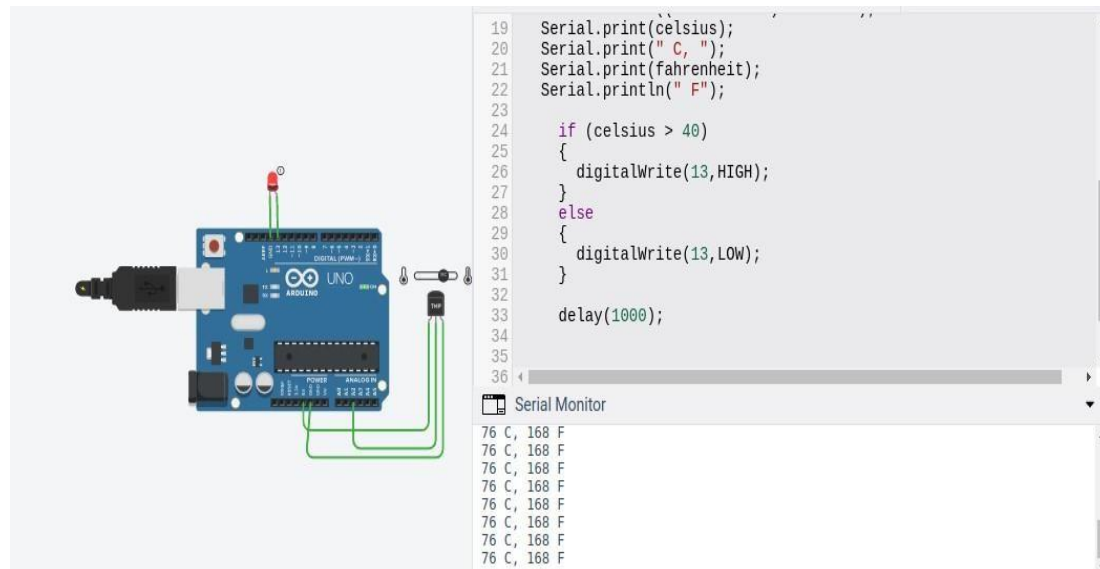 DIGITAL (PWM~)
UNO
ARDUINO
TMP
POWER
ANALOG IN
19 Serial.print(celsius);
20 Serial.print(" C, ");
21 Serial.print(fahrenheit);
22 Serial.println(" F");
23
24 if (celsius > 40)
25 {
26 digitalWrite(13,HIGH);
27 }
28 else
29 {
30 digitalWrite(13,LOW);
31 }
32
33 delay(1000);
34
35
36
Serial Monitor
76 C, 168 F
76 C, 168 F
76 C, 168 F
76 C, 168 F
76 C, 168 F
76 C, 168 F
76 C, 168 F
76 C, 168 F